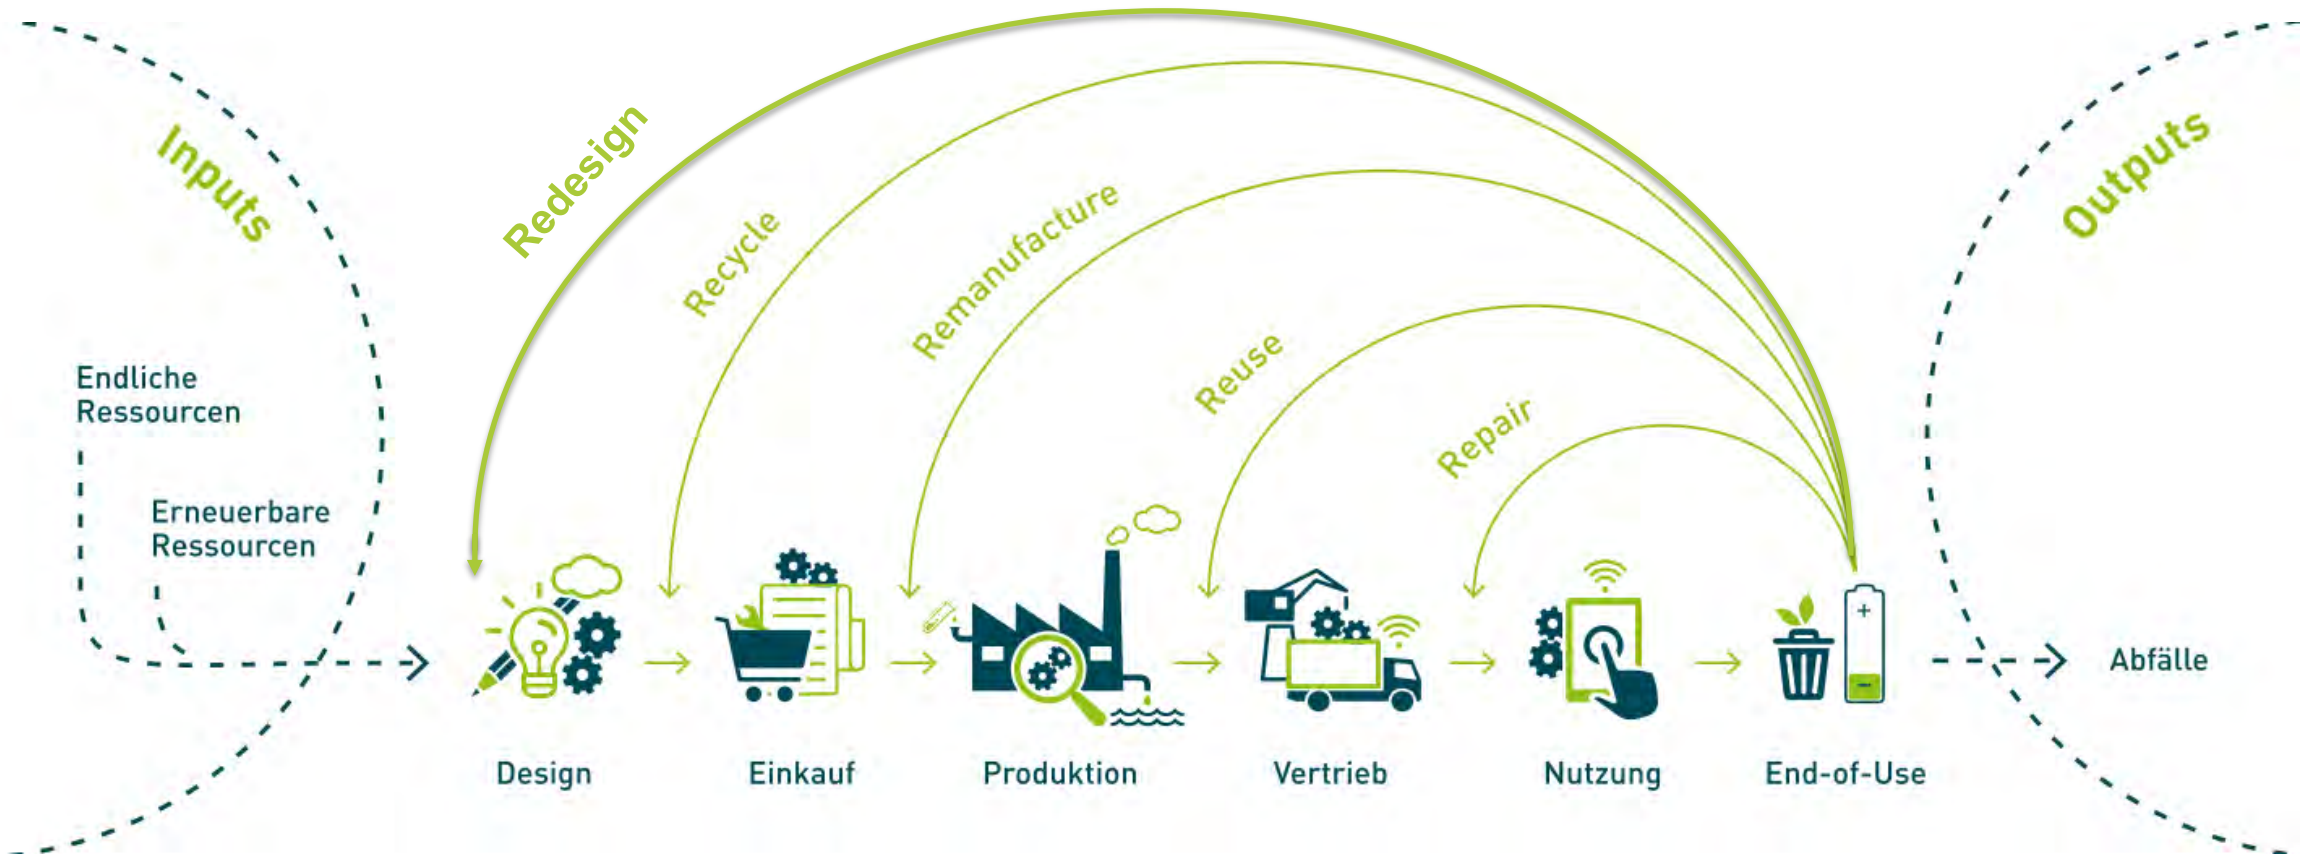 Inputs
Endliche
Ressourcen
Erneuerbare
Ressourcen
Redesign
Recycle
Remanufacture
Reuse
Repair
Outputs
Abfälle
+
−
Design
Einkauf
Produktion
Vertrieb
Nutzung
End-of-Use